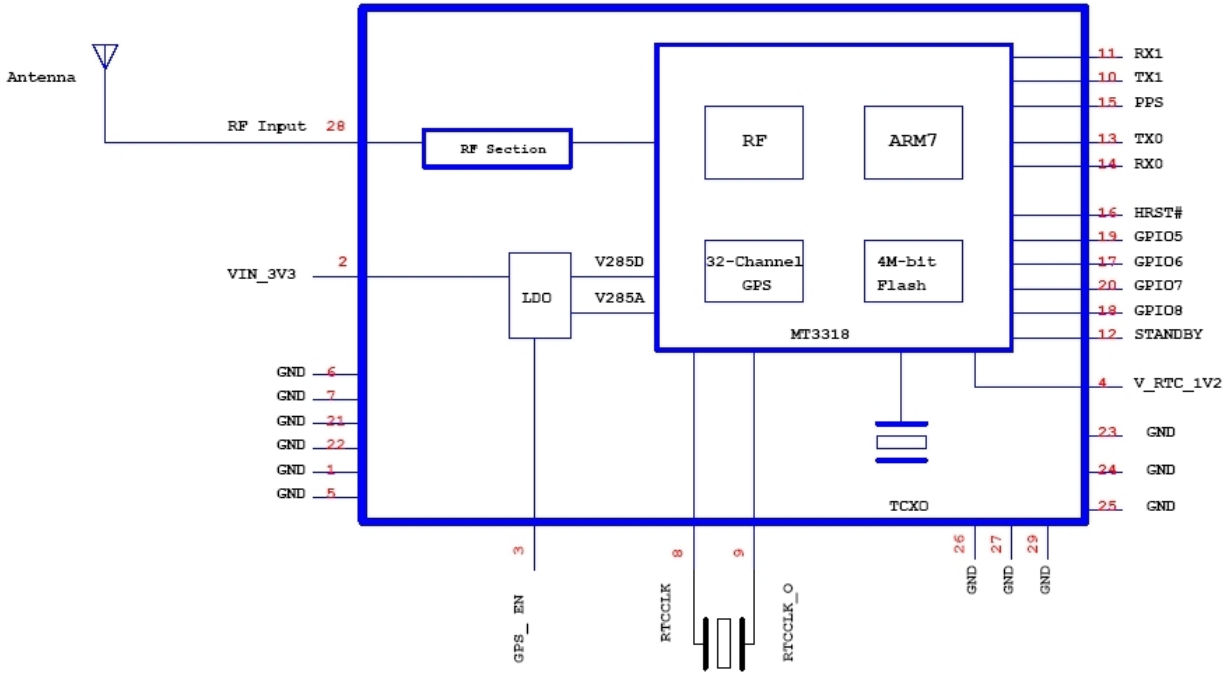 Antenna
RF Input 28
RF Section
RF
ARM7
32-Channel
GPS
4M-bit
Flash
MT3318
11 RX1
10 TX1
15 PPS
13 TX0
14 RX0
16 HRST#
19 GPIO5
17 GPIO6
20 GPIO7
18 GPIO8
12 STANDBY
4 V_RTC_1V2
VIN_3V3 2
LDO
V285D
V285A
GND 6
GND 7
GND 21
GND 22
GND 1
GND 5
23 GND
24 GND
25 GND
TCXO
3
GPS_ EN
8
RTCCLK
9
RTCCLK_O
26
GND
27
GND
29
GND